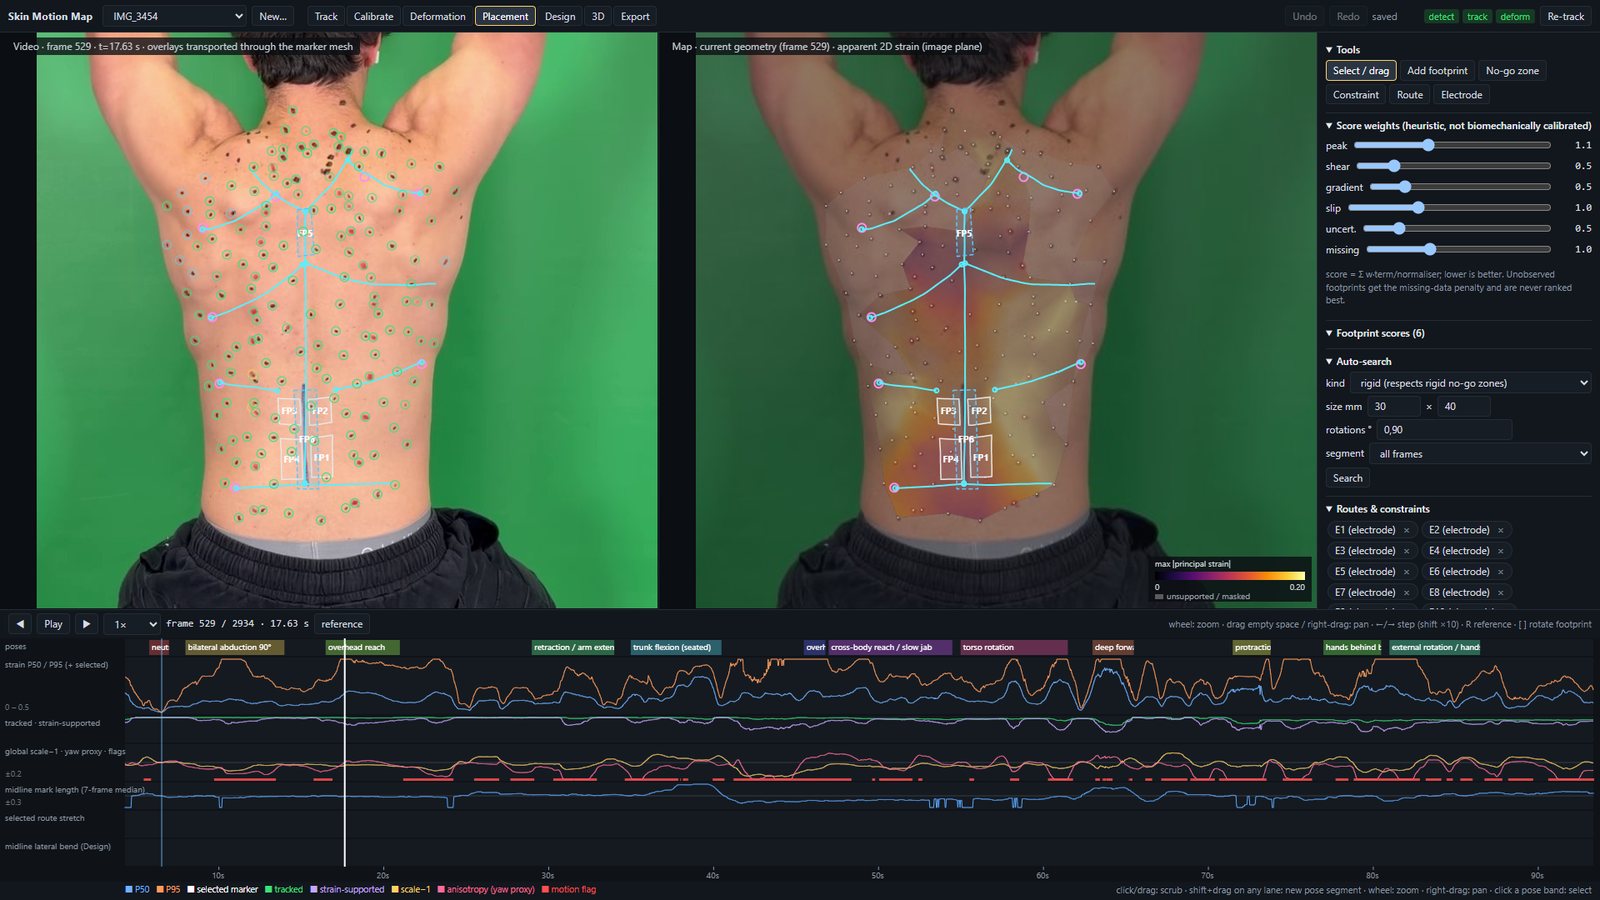 Skin Motion Map IMG_3454 New... Track Calibrate Deformation Placement Design 3D Export Undo Redo saved detect track deform Re-track
Video · frame 529 · t=17.63 s · overlays transported through the marker mesh
FP5
FP3 FP2
FP6
FP4 FP1
Map · current geometry (frame 529) · apparent 2D strain (image plane)
FP5
FP3 FP2
FP6
FP4 FP1
max |principal strain|
0 0.20
unsupported / masked
▼ Tools
Select / drag Add footprint No-go zone
Constraint Route Electrode
▼ Score weights (heuristic, not biomechanically calibrated)
peak 1.1
shear 0.5
gradient 0.5
slip 1.0
uncert. 0.5
missing 1.0
score = Σ w·term/normaliser; lower is better. Unobserved
footprints get the missing-data penalty and are never ranked
best.
▶ Footprint scores (6)
▼ Auto-search
kind rigid (respects rigid no-go zones)
size mm 30 × 40
rotations ° 0,90
segment all frames
Search
▼ Routes & constraints
E1 (electrode) × E2 (electrode) ×
E3 (electrode) × E4 (electrode) ×
E5 (electrode) × E6 (electrode) ×
E7 (electrode) × E8 (electrode) ×
◀ Play ▶ 1× frame 529 / 2934 · 17.63 s reference wheel: zoom · drag empty space / right-drag: pan · ←/→ step (shift ×10) · R reference · [ ] rotate footprint
poses neut bilateral abduction 90° overhead reach retraction / arm exten trunk flexion (seated) overh cross-body reach / slow jab torso rotation deep forwa protractio hands behind b external rotation / hands
strain P50 / P95 (+ selected)
0 – 0.5
tracked · strain-supported
global scale−1 · yaw proxy · flags
±0.2
midline mark length (7-frame median)
±0.3
selected route stretch
midline lateral bend (Design)
10s 20s 30s 40s 50s 60s 70s 80s 90s
P50 P95 selected marker tracked strain-supported scale−1 anisotropy (yaw proxy) motion flag click/drag: scrub · shift+drag on any lane: new pose segment · wheel: zoom · right-drag: pan · click a pose band: select